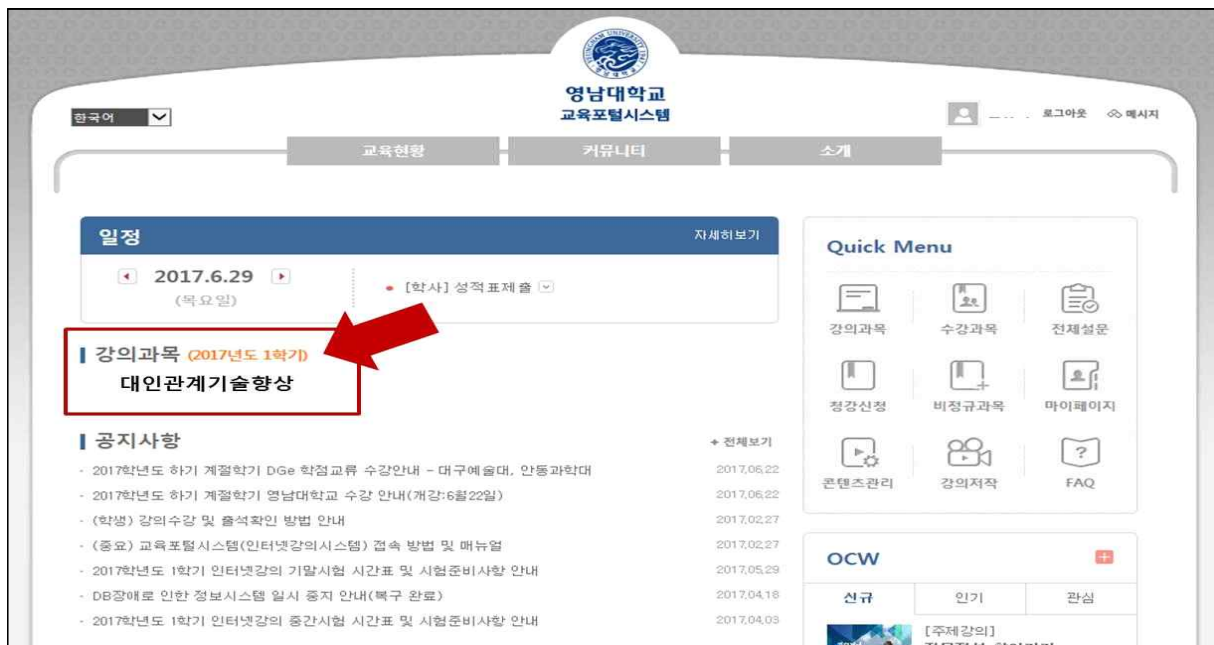 YEUNGNAM UNIVERSITY 1947
영남대학교
영남대학교
교육포털시스템
한국어
로그아웃 메시지
교육현황 커뮤니티 소개
일정 자세히보기
2017.6.29
(목요일)
[학사] 성적표제출
강의과목 (2017년도 1학기)
대인관계기술향상
공지사항 + 전체보기
- 2017학년도 하기 계절학기 DGe 학점교류 수강안내 - 대구예술대, 안동과학대 2017.06.22
- 2017학년도 하기 계절학기 영남대학교 수강 안내(개강:6월22일) 2017.06.22
- (학생) 강의수강 및 출석확인 방법 안내 2017.02.27
- (중요) 교육포털시스템(인터넷강의시스템) 접속 방법 및 매뉴얼 2017.02.27
- 2017학년도 1학기 인터넷강의 기말시험 시간표 및 시험준비사항 안내 2017.05.29
- DB장애로 인한 정보시스템 일시 중지 안내(복구 완료) 2017.04.18
- 2017학년도 1학기 인터넷강의 중간시험 시간표 및 시험준비사항 안내 2017.04.03
Quick Menu
강의과목 수강과목 전체설문
청강신청 비정규과목 마이페이지
콘텐츠관리 강의저작 FAQ
OCW
신규 인기 관심
[주제강의]